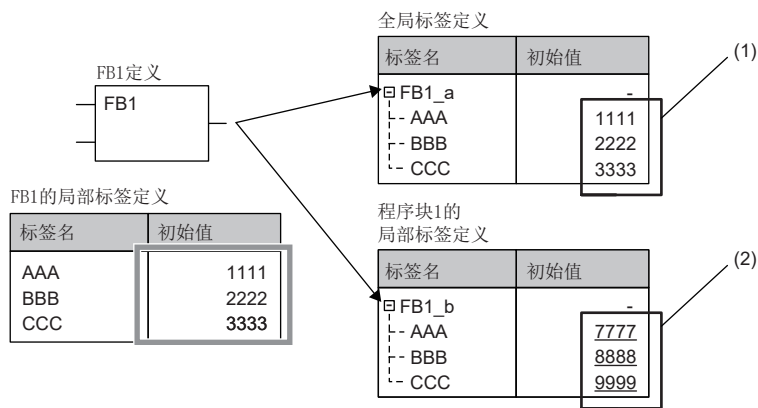 全局标签定义
标签名 初始值
FB1_a -
AAA 1111
BBB 2222
CCC 3333
(1)
FB1定义
FB1
FB1的局部标签定义
标签名 初始值
AAA 1111
BBB 2222
CCC 3333
程序块1的
局部标签定义
标签名 初始值
FB1_b -
AAA 7777
BBB 8888
CCC 9999
(2)